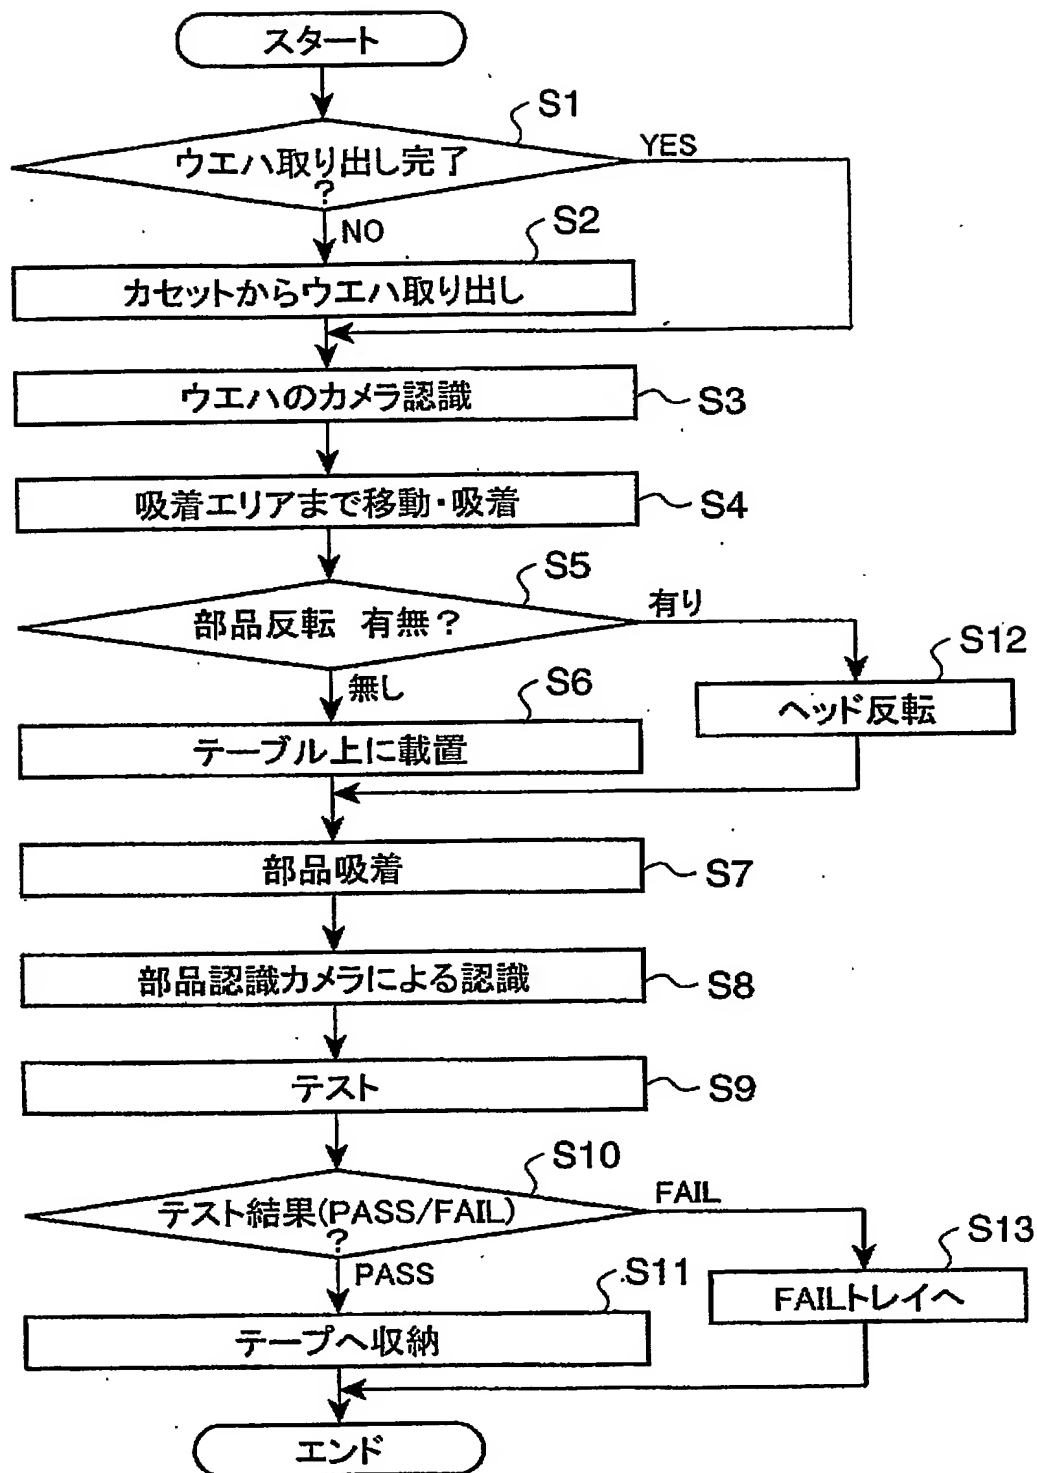 スタート
S1
ウエハ取り出し完了
?
YES
NO
S2
カセットからウエハ取り出し
ウエハのカメラ認識
S3
吸着エリアまで移動・吸着
S4
S5
部品反転 有無?
有り
無し
S12
ヘッド反転
S6
テーブル上に載置
部品吸着
S7
部品認識カメラによる認識
S8
テスト
S9
S10
テスト結果(PASS/FAIL)
?
FAIL
PASS
S13
FAILトレイへ
S11
テープへ収納
エンド